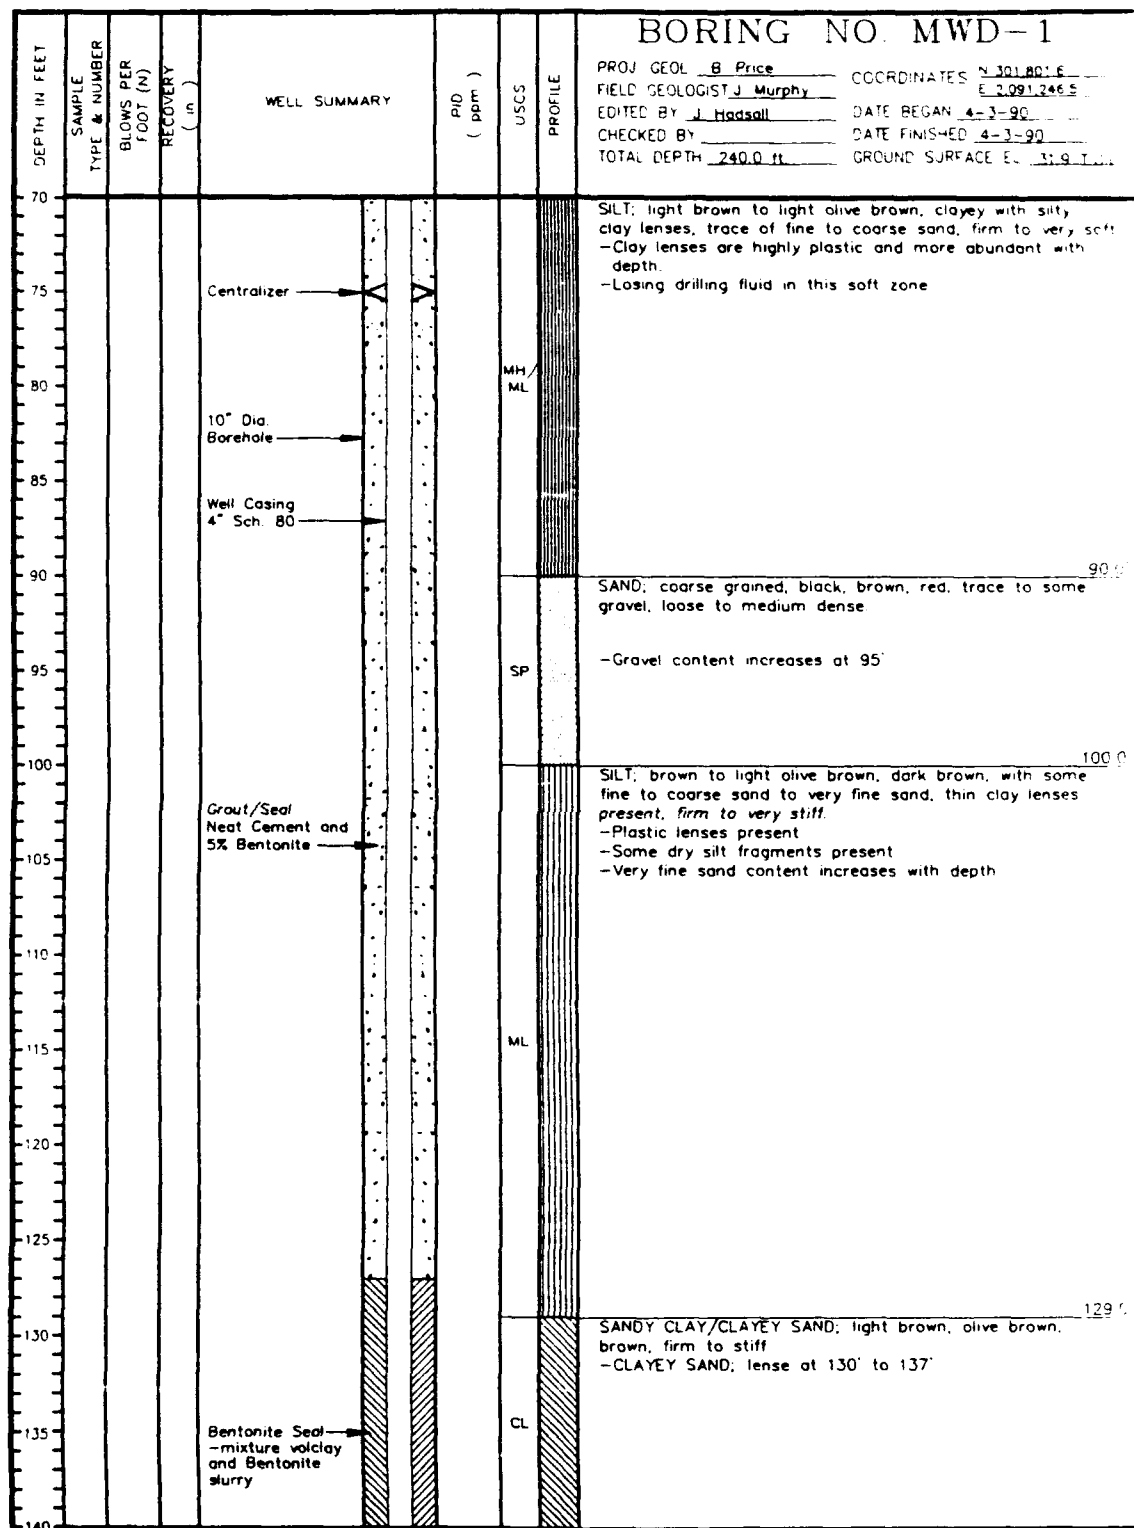 BORING NO. MWD-1
PROJ GEOL B Price
FIELD GEOLOGIST J Murphy
EDITED BY J. Hadsall
CHECKED BY
TOTAL DEPTH 240.0 ft.
COORDINATES N 301,801.6
E 2,091,246.5
DATE BEGAN 4-3-90
DATE FINISHED 4-3-90
GROUND SURFACE EL.
DEPTH IN FEET
SAMPLE
TYPE & NUMBER
BLOWS PER
FOOT (N)
RECOVERY
( in )
WELL SUMMARY
PID
( ppm )
USCS
PROFILE
70
75
80
85
90
95
100
105
110
115
120
125
130
135
140
Centralizer
10" Dia.
Borehole
Well Casing
4" Sch. 80
Grout/Seal
Neat Cement and
5% Bentonite
Bentonite Seal
-mixture volclay
and Bentonite
slurry
MH/
ML
SP
ML
CL
SILT; light brown to light olive brown, clayey with silty
clay lenses, trace of fine to coarse sand, firm to very soft
-Clay lenses are highly plastic and more abundant with
depth.
-Losing drilling fluid in this soft zone
90.0'
SAND; coarse grained, black, brown, red, trace to some
gravel, loose to medium dense
-Gravel content increases at 95'
100.0
SILT; brown to light olive brown, dark brown, with some
fine to coarse sand to very fine sand, thin clay lenses
present, firm to very stiff.
-Plastic lenses present
-Some dry silt fragments present
-Very fine sand content increases with depth
129.0
SANDY CLAY/CLAYEY SAND; light brown, olive brown,
brown, firm to stiff
-CLAYEY SAND; lense at 130' to 137'